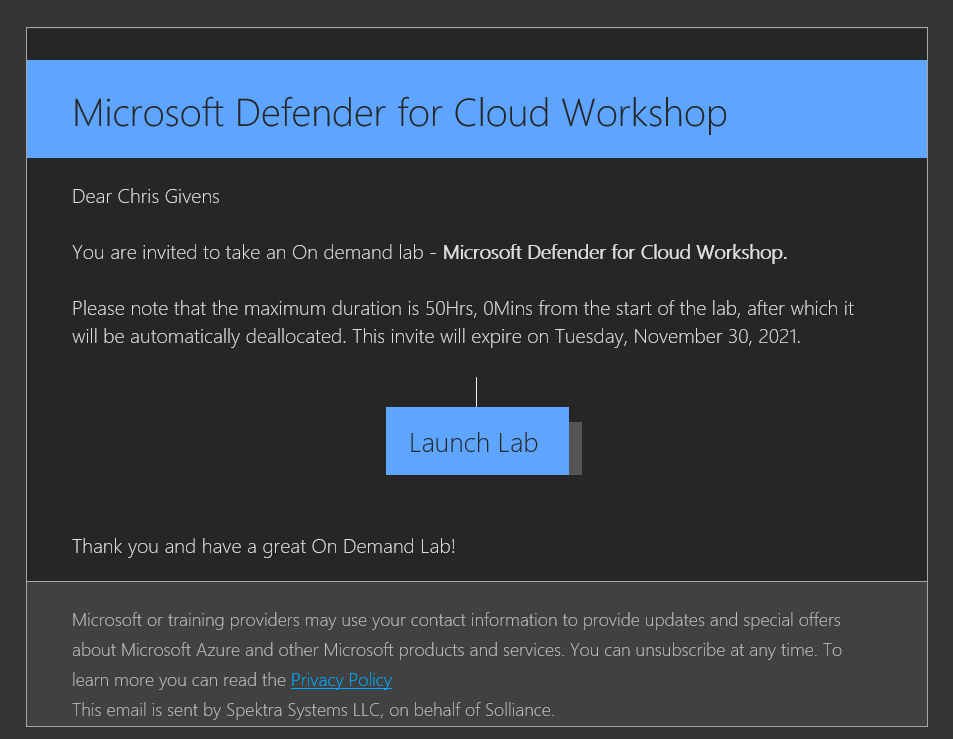 Microsoft Defender for Cloud Workshop
Dear Chris Givens
You are invited to take an On demand lab - Microsoft Defender for Cloud Workshop.
Please note that the maximum duration is 50Hrs, 0Mins from the start of the lab, after which it
will be automatically deallocated. This invite will expire on Tuesday, November 30, 2021.
Launch Lab
Thank you and have a great On Demand Lab!
Microsoft or training providers may use your contact information to provide updates and special offers
about Microsoft Azure and other Microsoft products and services. You can unsubscribe at any time. To
learn more you can read the Privacy Policy
This email is sent by Spektra Systems LLC, on behalf of Solliance.